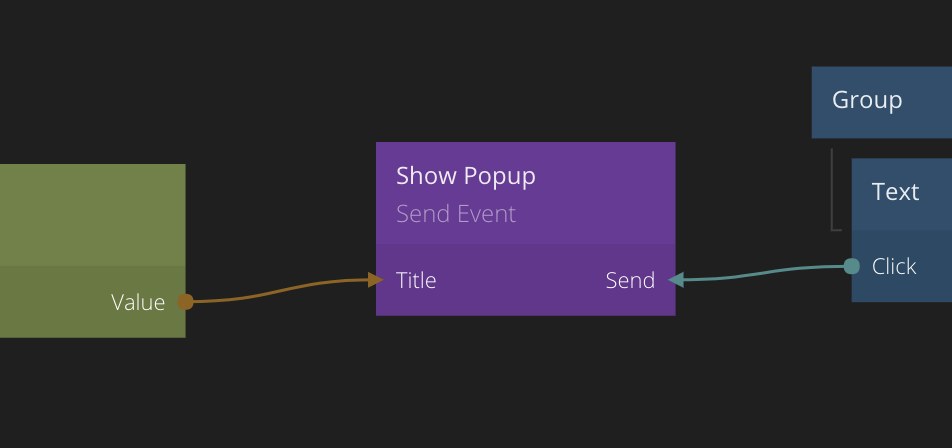 Group
Show Popup
Send Event
Text
Value
Title
Send
Click